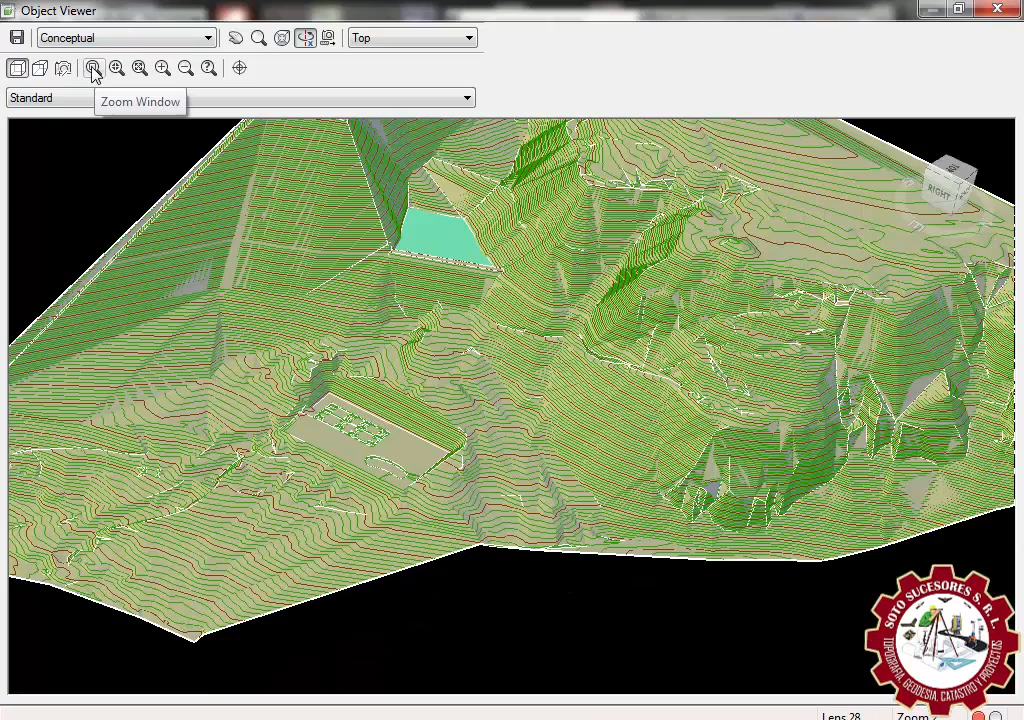 Object Viewer
Conceptual
Top
Standard
Zoom Window
RIGHT
SOTO SUCESORES S.R.L.
TOPOGRAFIA, GEODESIA, CATASTRO Y PROYECTOS
Lens 28
Zoom